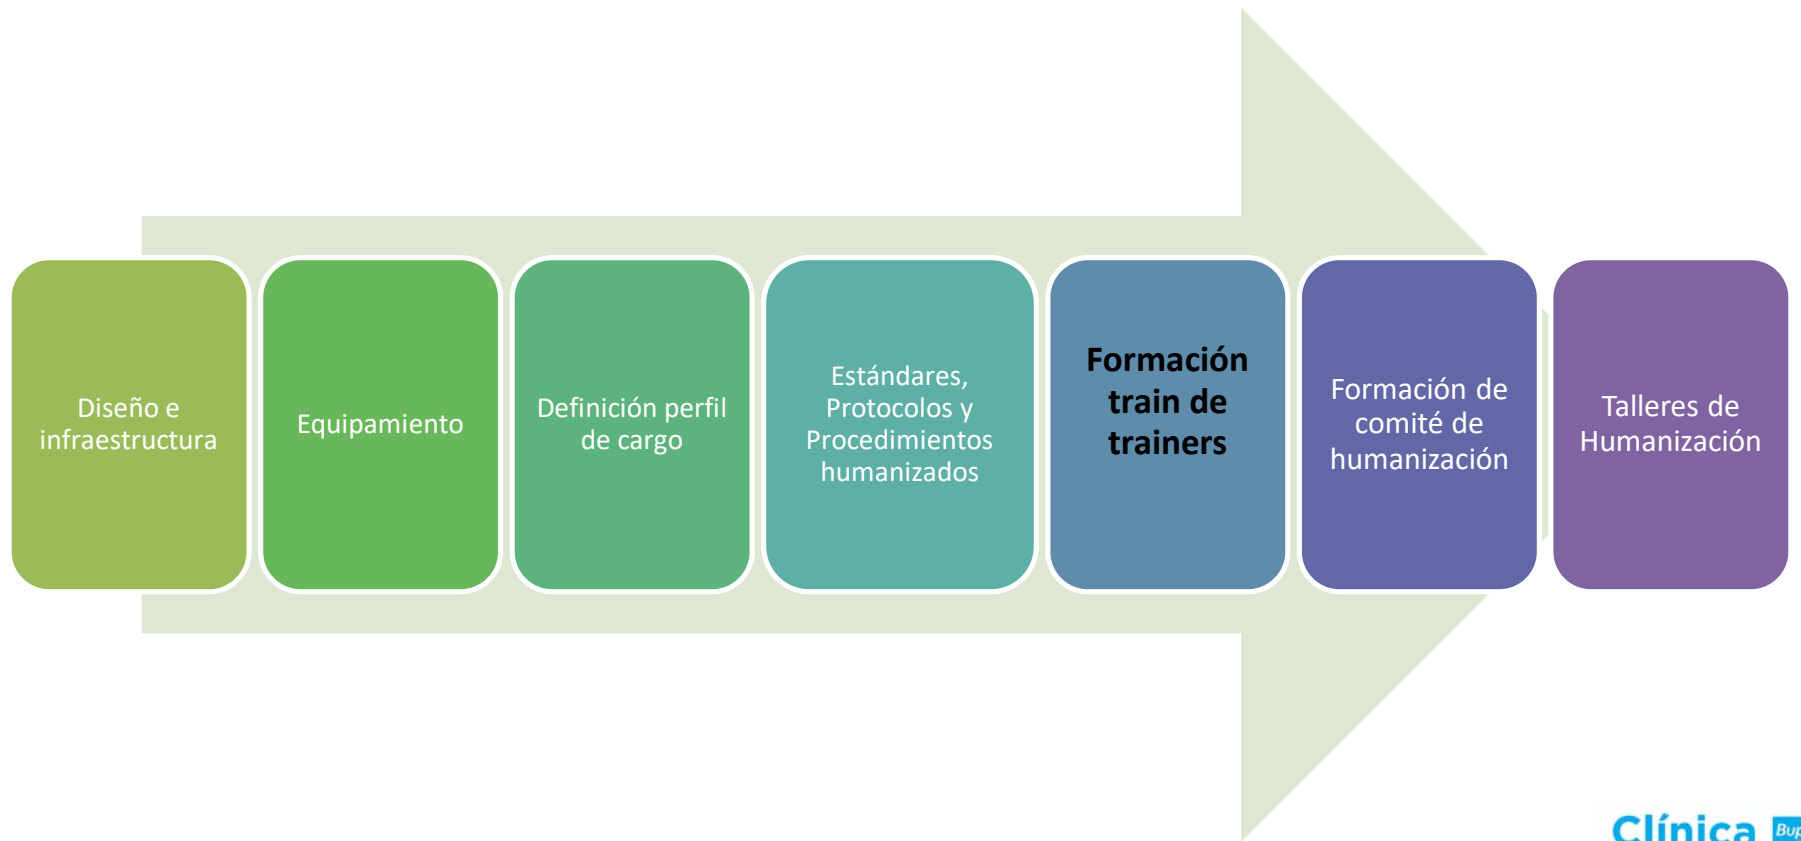 Diseño e
infraestructura
Equipamiento
Definición perfil
de cargo
Estándares,
Protocolos y
Procedimientos
humanizados
Formación
train de
trainers
Formación de
comité de
humanización
Talleres de
Humanización
Clínica